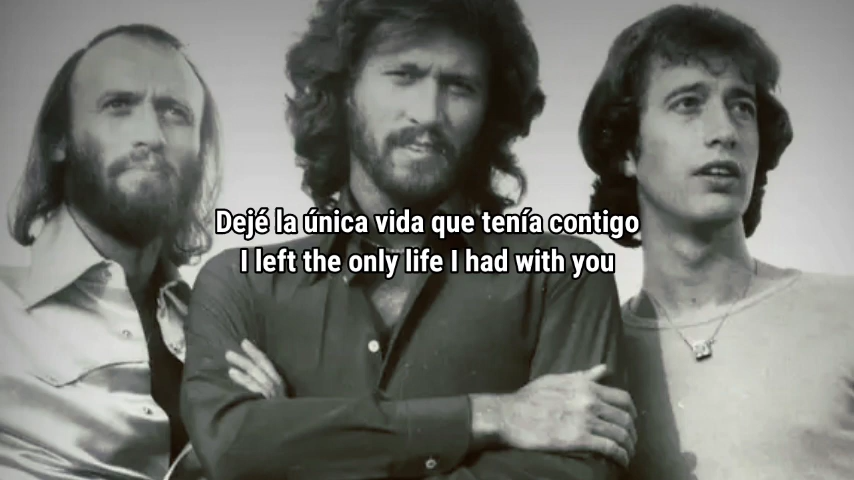 Dejé la única vida que tenía contigo
I left the only life I had with you